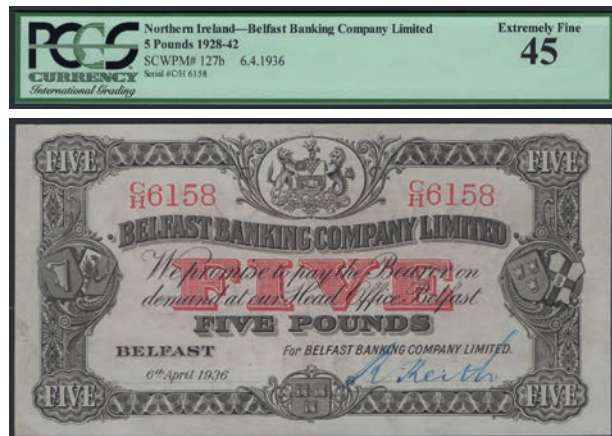 PCGS
CURRENCY
International Grading
Northern Ireland—Belfast Banking Company Limited
5 Pounds 1928-42
SCWPM# 127b 6.4.1936
Serial #C/H 6158
Extremely Fine
45
FIVE FIVE
C/H 6158 C/H 6158
BELFAST BANKING COMPANY LIMITED
FIVE
We promise to pay the Bearer on
demand at our Head Office Belfast
FIVE POUNDS
BELFAST For BELFAST BANKING COMPANY LIMITED.
6th April 1936 R. Keith
FIVE FIVE